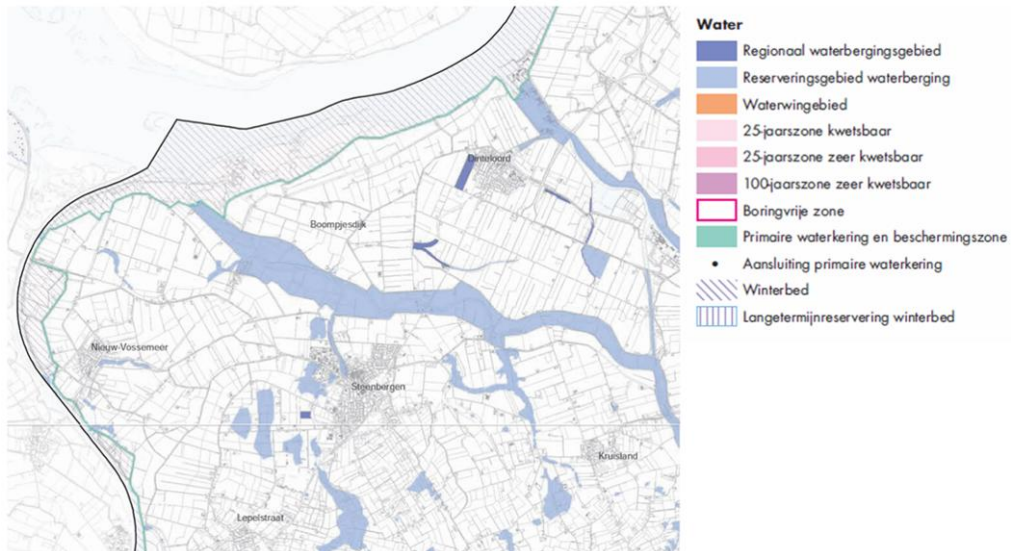 Water
Regionaal waterbergingsgebied
Reserveringsgebied waterberging
Waterwingebied
25-jaarszone kwetsbaar
25-jaarszone zeer kwetsbaar
100-jaarszone zeer kwetsbaar
Boringvrije zone
Primaire waterkering en beschermingszone
Aansluiting primaire waterkering
Winterbed
Langetermijnreservering winterbed
Dinteloord
Boompjesdijk
Nieuw-Vossemeer
Steenbergen
Kruisland
Lepelstraat